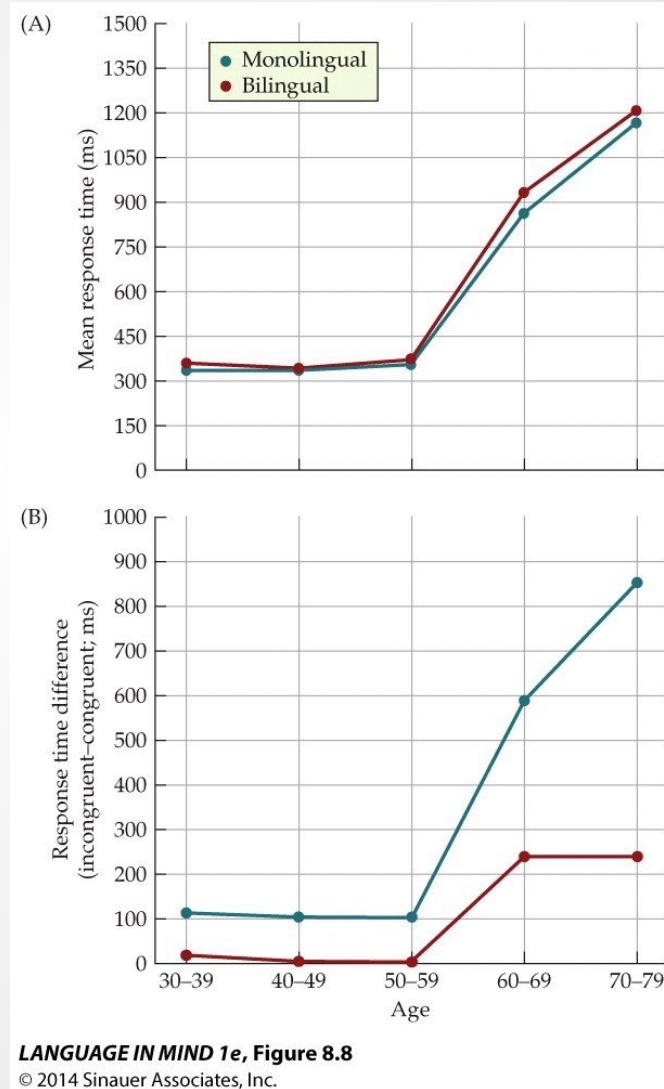 (A)
Mean response time (ms)
1500
1350
1200
1050
900
750
600
450
300
150
0
Monolingual
Bilingual
(B)
Response time difference
(incongruent–congruent; ms)
1000
900
800
700
600
500
400
300
200
100
0
30–39 40–49 50–59 60–69 70–79
Age
LANGUAGE IN MIND 1e, Figure 8.8
© 2014 Sinauer Associates, Inc.